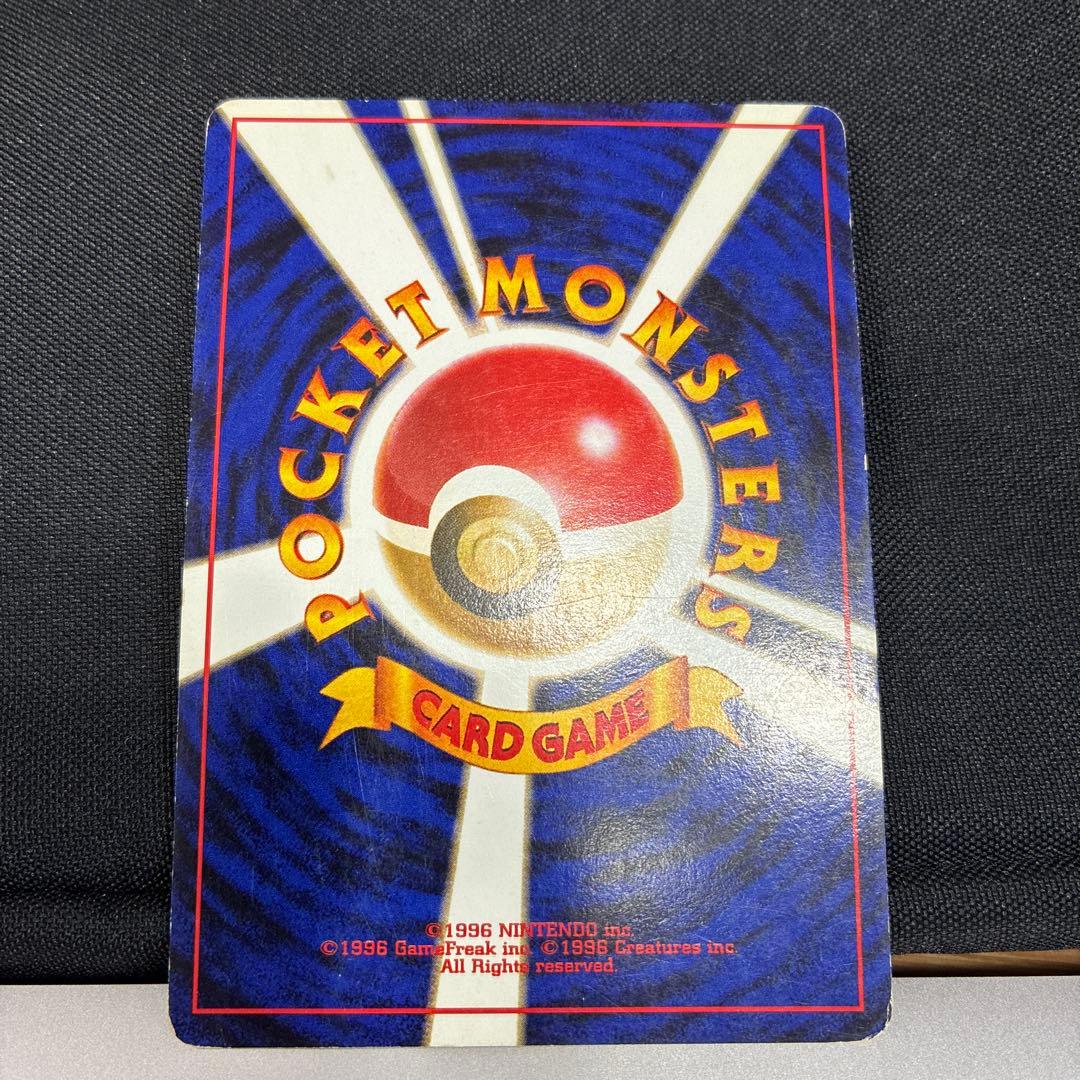 POCKET MONSTERS
CARD GAME
©1996 NINTENDO inc.
©1996 GameFreak inc. ©1996 Creatures inc.
All Rights reserved.